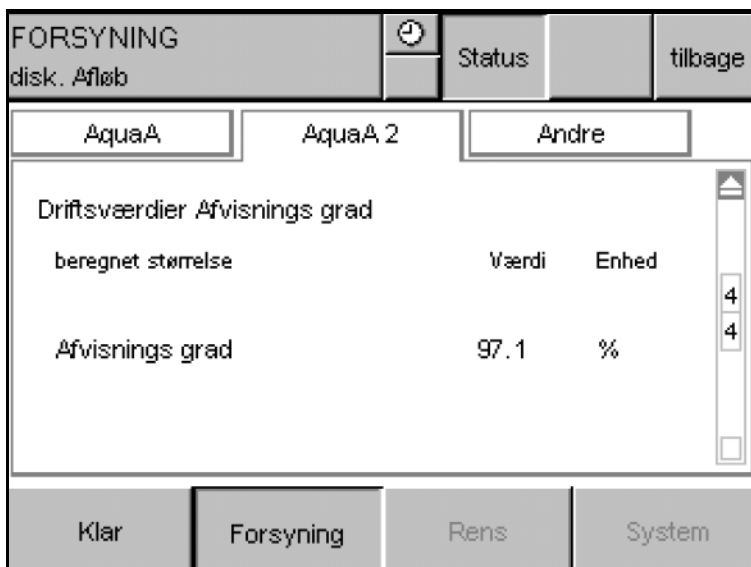 FORSYNING
disk. Afløb
Status
tilbage
AquaA
AquaA 2
Andre
Driftsværdier Afvisnings grad
beregnet størrelse Værdi Enhed
4
4
Afvisnings grad 97.1 %
Klar
Forsyning
Rens
System